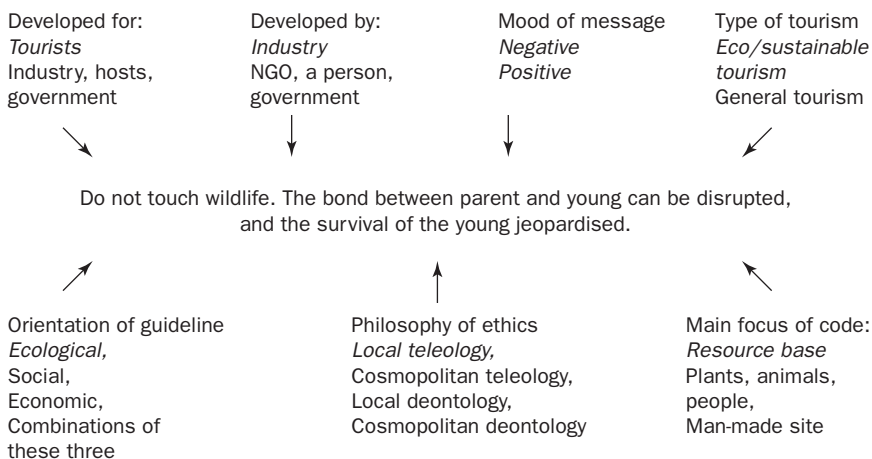 Developed for:
Tourists
Industry, hosts,
government
Developed by:
Industry
NGO, a person,
government
Mood of message
Negative
Positive
Type of tourism
Eco/sustainable
tourism
General tourism
Do not touch wildlife. The bond between parent and young can be disrupted,
and the survival of the young jeopardised.
Orientation of guideline
Ecological,
Social,
Economic,
Combinations of
these three
Philosophy of ethics
Local teleology,
Cosmopolitan teleology,
Local deontology,
Cosmopolitan deontology
Main focus of code:
Resource base
Plants, animals,
people,
Man-made site